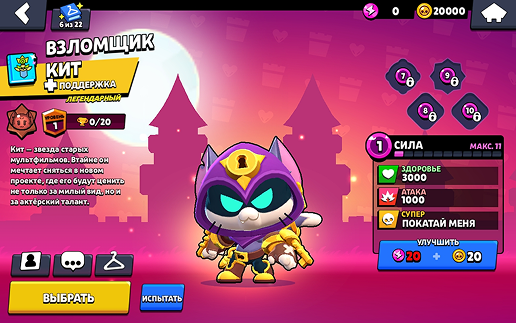 6 из 22
0
20000
ВЗЛОМЩИК
КИТ
ПОДДЕРЖКА
ЛЕГЕНДАРНЫЙ
УРОВЕНЬ
1
0/20
Кит – звезда старых
мультфильмов. Втайне он
мечтает сняться в новом
проекте, где его будут ценить
не только за милый вид, но и
за актёрский талант.
7
9
8
10
1 СИЛА МАКС. 11
ЗДОРОВЬЕ
3000
АТАКА
1000
СУПЕР
ПОКАТАЙ МЕНЯ
УЛУЧШИТЬ
20 + 20
ВЫБРАТЬ
ИСПЫТАТЬ